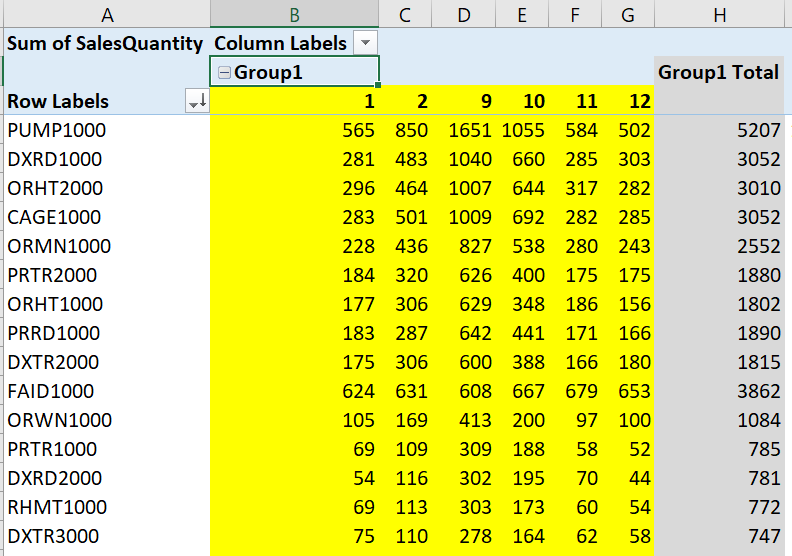 A B C D E F G H
Sum of SalesQuantity Column Labels
Group1 Group1 Total
Row Labels 1 2 9 10 11 12
PUMP1000 565 850 1651 1055 584 502 5207
DXRD1000 281 483 1040 660 285 303 3052
ORHT2000 296 464 1007 644 317 282 3010
CAGE1000 283 501 1009 692 282 285 3052
ORMN1000 228 436 827 538 280 243 2552
PRTR2000 184 320 626 400 175 175 1880
ORHT1000 177 306 629 348 186 156 1802
PRRD1000 183 287 642 441 171 166 1890
DXTR2000 175 306 600 388 166 180 1815
FAID1000 624 631 608 667 679 653 3862
ORWN1000 105 169 413 200 97 100 1084
PRTR1000 69 109 309 188 58 52 785
DXRD2000 54 116 302 195 70 44 781
RHMT1000 69 113 303 173 60 54 772
DXTR3000 75 110 278 164 62 58 747